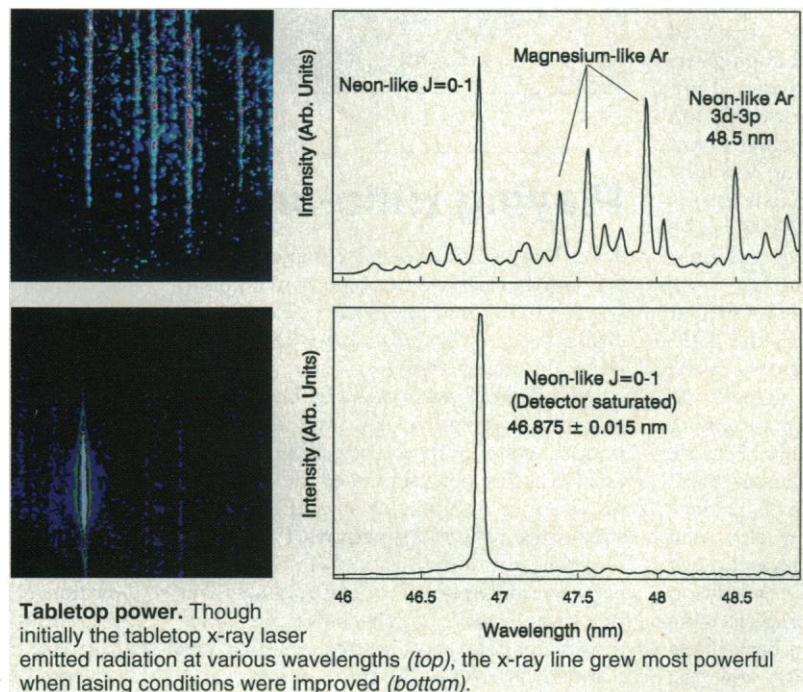 Intensity (Arb. Units)
Neon-like J=0-1
Magnesium-like Ar
Neon-like Ar
3d-3p
48.5 nm
Intensity (Arb. Units)
Neon-like J=0-1
(Detector saturated)
46.875 ± 0.015 nm
46 46.5 47 47.5 48 48.5
Wavelength (nm)
Tabletop power. Though
initially the tabletop x-ray laser
emitted radiation at various wavelengths (top), the x-ray line grew most powerful
when lasing conditions were improved (bottom).